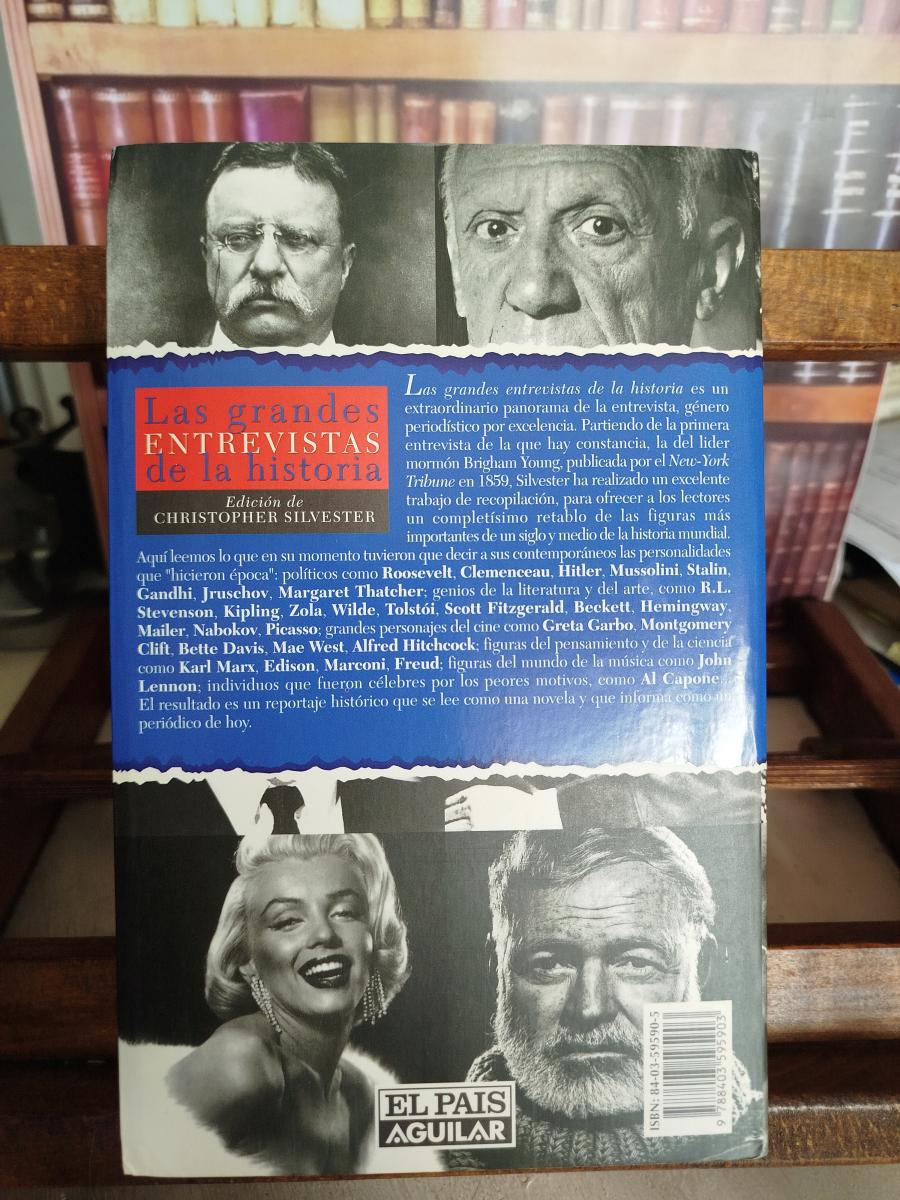 Las grandes
ENTREVISTAS
de la historia
Edición de
CHRISTOPHER SILVESTER
Las grandes entrevistas de la historia es un
extraordinario panorama de la entrevista, género
periodístico por excelencia. Partiendo de la primera
entrevista de la que hay constancia, la del lider
mormón Brigham Young, publicada por el New-York
Tribune en 1859, Silvester ha realizado un excelente
trabajo de recopilación, para ofrecer a los lectores
un completísimo retablo de las figuras más
importantes de un siglo y medio de la historia mundial.
Aquí leemos lo que en su momento tuvieron que decir a sus contemporáneos las personalidades
que "hicieron época": políticos como Roosevelt, Clemenceau, Hitler, Mussolini, Stalin,
Gandhi, Jruschov, Margaret Thatcher; genios de la literatura y del arte, como R.L.
Stevenson, Kipling, Zola, Wilde, Tolstói, Scott Fitzgerald, Beckett, Hemingway,
Mailer, Nabokov, Picasso; grandes personajes del cine como Greta Garbo, Montgomery
Clift, Bette Davis, Mae West, Alfred Hitchcock; figuras del pensamiento y de la ciencia
como Karl Marx, Edison, Marconi, Freud; figuras del mundo de la música como John
Lennon; individuos que fueron célebres por los peores motivos, como Al Capone...
El resultado es un reportaje histórico que se lee como una novela y que informa como un
periódico de hoy.
EL PAIS
AGUILAR
ISBN: 84-03-59590-5
9 788403 595903